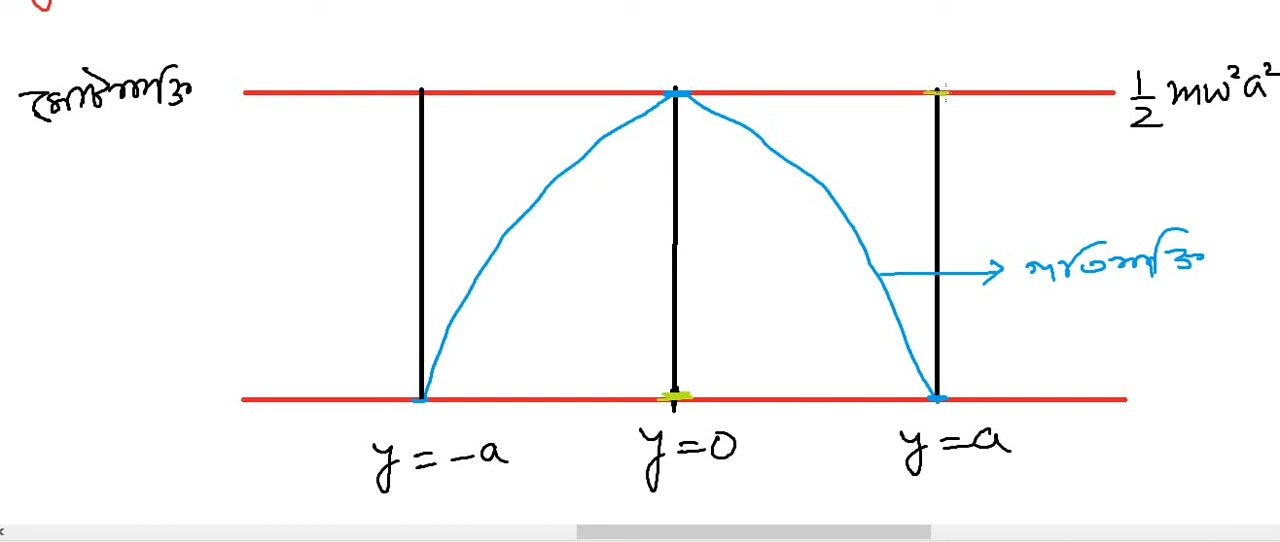 মোটশক্তি
1/2 mω²a²
গতিশক্তি
y = -a
y = 0
y = a